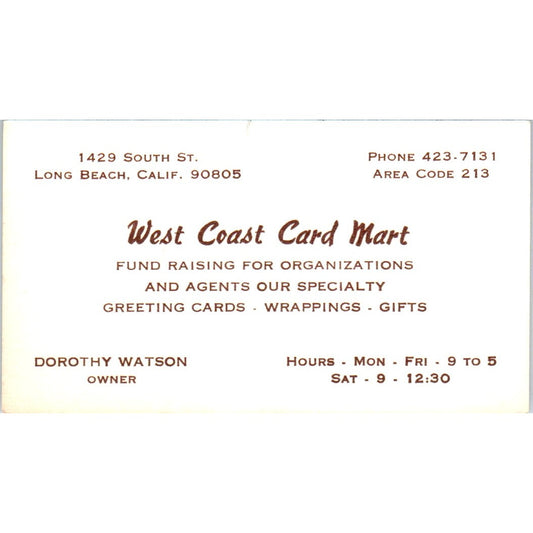 1429 South St.
Long Beach, Calif. 90805
Phone 423-7131
Area Code 213
West Coast Card Mart
FUND RAISING FOR ORGANIZATIONS
AND AGENTS OUR SPECIALTY
GREETING CARDS - WRAPPINGS - GIFTS
DOROTHY WATSON
OWNER
Hours - Mon - Fri - 9 to 5
Sat - 9 - 12:30